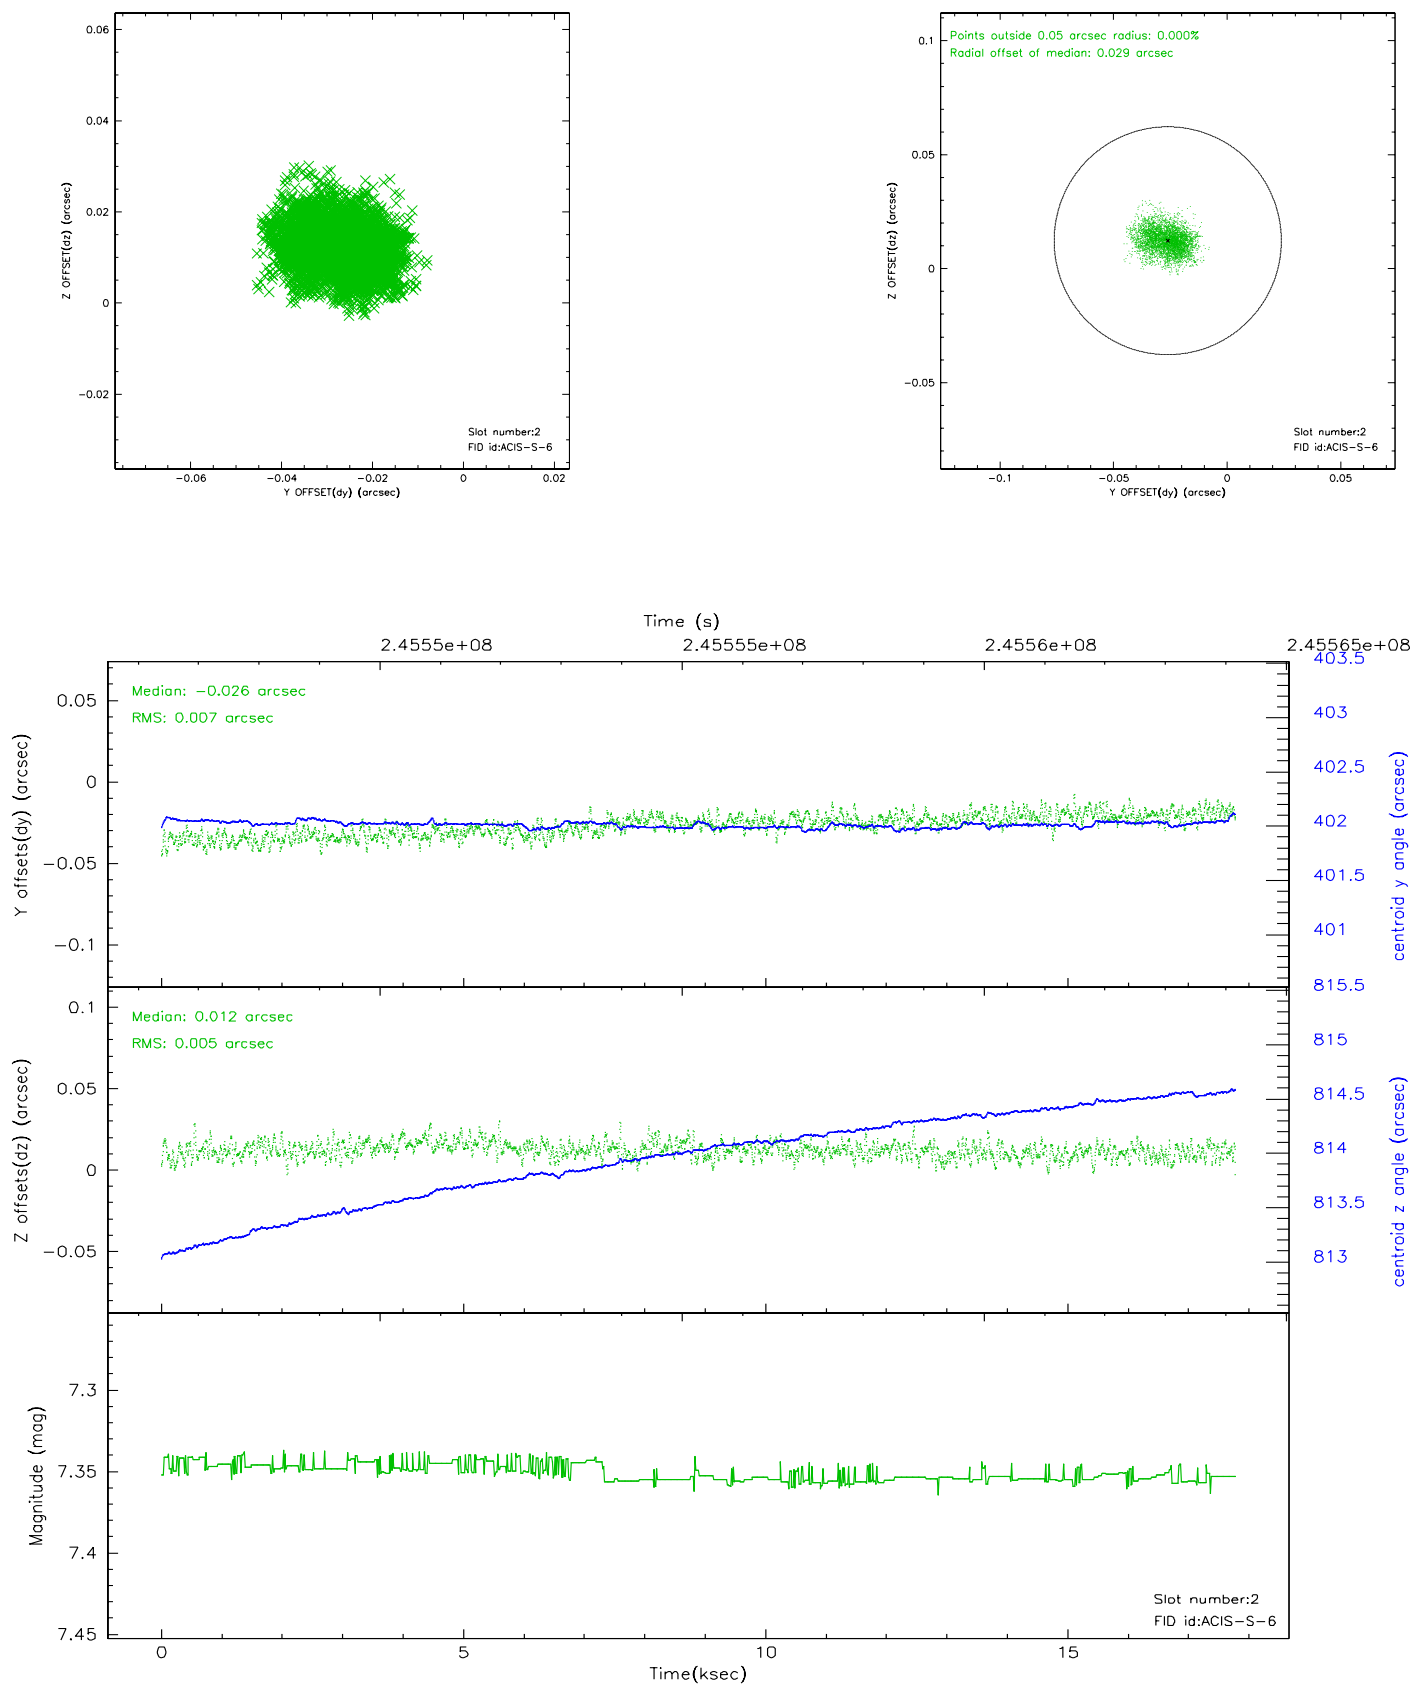 0.06
0.04
0.02
0
−0.02
Z OFFSET(dz) (arcsec)
Slot number:2
FID id:ACIS−S−6
−0.06 −0.04 −0.02 0 0.02
Y OFFSET(dy) (arcsec)
Points outside 0.05 arcsec radius: 0.000%
Radial offset of median: 0.029 arcsec
0.1
0.05
0
−0.05
Z OFFSET(dz) (arcsec)
Slot number:2
FID id:ACIS−S−6
−0.1 −0.05 0 0.05
Y OFFSET(dy) (arcsec)
Time (s)
2.4555e+08 2.45555e+08 2.4556e+08 2.45565e+08
Median: −0.026 arcsec
RMS: 0.007 arcsec
0.05
0
−0.05
−0.1
Y offsets(dy) (arcsec)
403.5
403
402.5
402
401.5
401
centroid y angle (arcsec)
Median: 0.012 arcsec
RMS: 0.005 arcsec
0.1
0.05
0
−0.05
Z offsets(dz) (arcsec)
815.5
815
814.5
814
813.5
813
centroid z angle (arcsec)
7.3
7.35
7.4
7.45
Magnitude (mag)
Slot number:2
FID id:ACIS−S−6
0 5 10 15
Time(ksec)